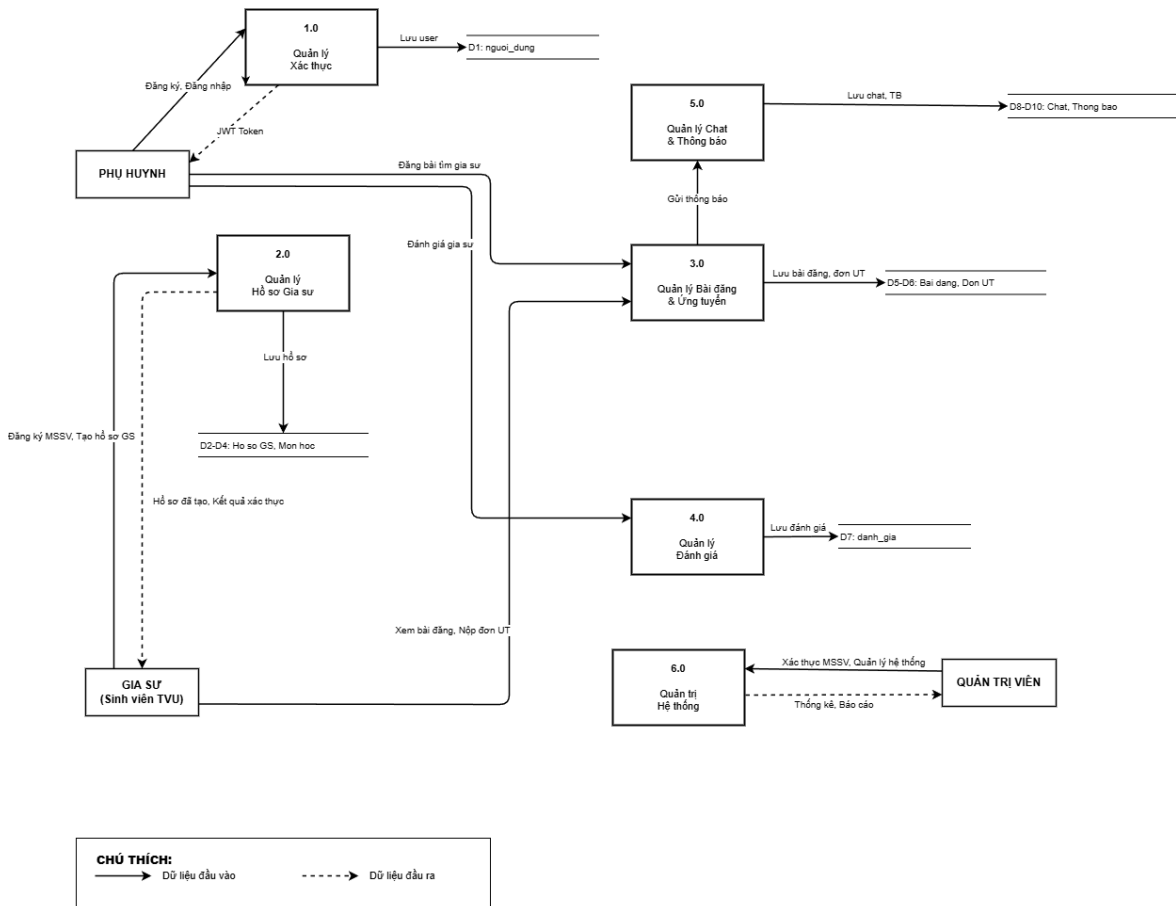 1.0
Quản lý
Xác thực
Lưu user
D1: nguoi_dung
Đăng ký, Đăng nhập
JWT Token
PHỤ HUYNH
5.0
Quản lý Chat
& Thông báo
Lưu chat, TB
D8-D10: Chat, Thong bao
Đăng bài tìm gia sư
Gửi thông báo
Đánh giá gia sư
2.0
Quản lý
Hồ sơ Gia sư
3.0
Quản lý Bài đăng
& Ứng tuyển
Lưu bài đăng, đơn UT
D5-D6: Bai dang, Don UT
Lưu hồ sơ
Đăng ký MSSV, Tạo hồ sơ GS
D2-D4: Ho so GS, Mon hoc
Hồ sơ đã tạo, Kết quả xác thực
4.0
Quản lý
Đánh giá
Lưu đánh giá
D7: danh_gia
Xem bài đăng, Nộp đơn UT
GIA SƯ
(Sinh viên TVU)
6.0
Quản trị
Hệ thống
Xác thực MSSV, Quản lý hệ thống
Thống kê, Báo cáo
QUẢN TRỊ VIÊN
CHÚ THÍCH:
Dữ liệu đầu vào
Dữ liệu đầu ra